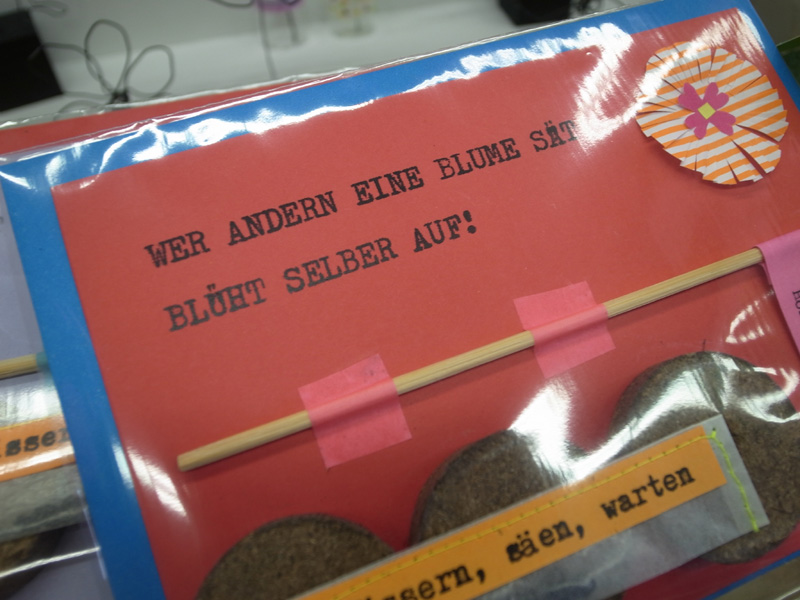 WER ANDERN EINE BLUME SÄT
BLÜHT SELBER AUF!
säen, warten